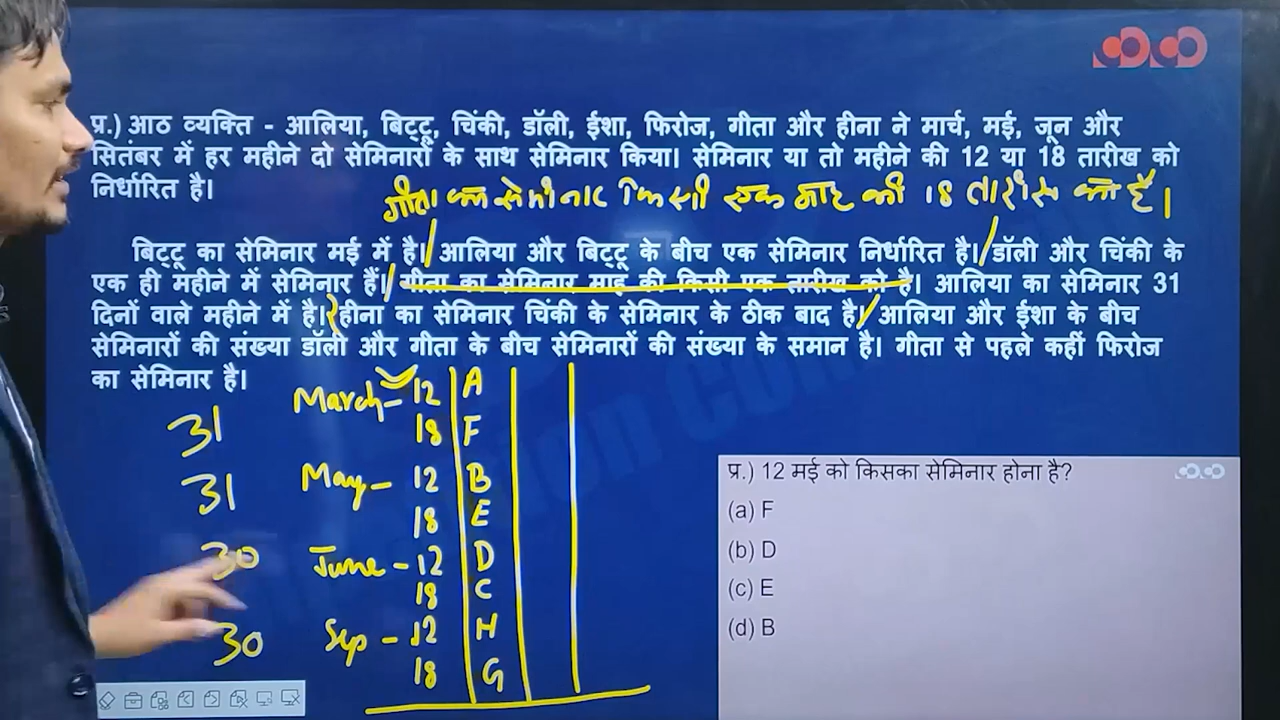 प्र.) आठ व्यक्ति - आलिया, बिट्टू, चिंकी, डॉली, ईशा, फिरोज, गीता और हीना ने मार्च, मई, जून और
सितंबर में हर महीने दो सेमिनारों के साथ सेमिनार किया। सेमिनार या तो महीने की 12 या 18 तारीख को
निर्धारित है।
गीता का सेमीनार किसी एक माह की 18 तारीख को है।
बिट्टू का सेमिनार मई में है। आलिया और बिट्टू के बीच एक सेमिनार निर्धारित है। डॉली और चिंकी के
एक ही महीने में सेमिनार हैं। गीता का सेमिनार माह की किसी एक तारीख को है। आलिया का सेमिनार 31
दिनों वाले महीने में है। हीना का सेमिनार चिंकी के सेमिनार के ठीक बाद है। आलिया और ईशा के बीच
सेमिनारों की संख्या डॉली और गीता के बीच सेमिनारों की संख्या के समान है। गीता से पहले कहीं फिरोज
का सेमिनार है।
31 March - 12 A
18 F
31 May - 12 B
18 E
30 June - 12 D
18 C
30 Sep - 12 H
18 G
प्र.) 12 मई को किसका सेमिनार होना है?
(a) F
(b) D
(c) E
(d) B